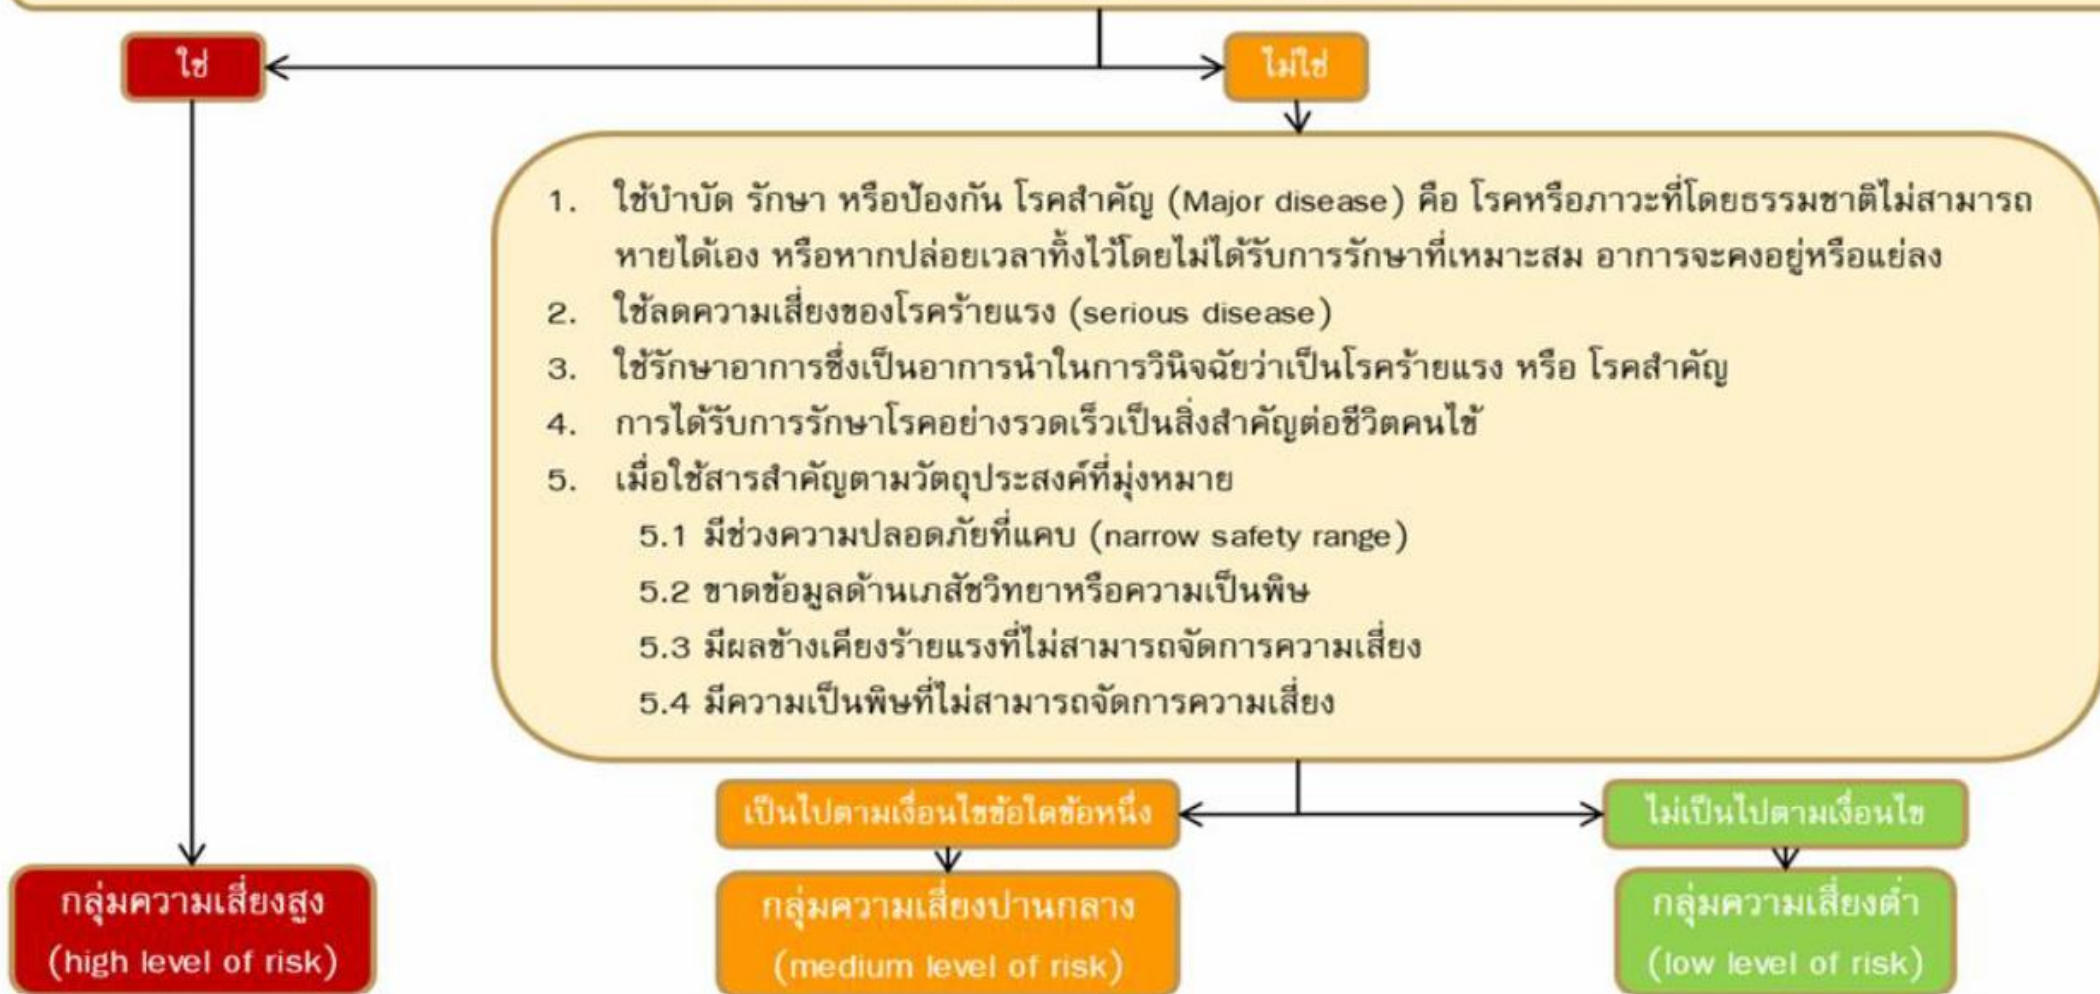 ใช่
ไม่ใช่
1. ใช้บำบัด รักษา หรือป้องกัน โรคสำคัญ (Major disease) คือ โรคหรือภาวะที่โดยธรรมชาติไม่สามารถ
หายได้เอง หรือหากปล่อยเวลาทิ้งไว้โดยไม่ได้รับการรักษาที่เหมาะสม อาการจะคงอยู่หรือแย่ลง
2. ใช้ลดความเสี่ยงของโรคร้ายแรง (serious disease)
3. ใช้รักษาอาการซึ่งเป็นอาการนำในการวินิจฉัยว่าเป็นโรคร้ายแรง หรือ โรคสำคัญ
4. การได้รับการรักษาโรคอย่างรวดเร็วเป็นสิ่งสำคัญต่อชีวิตคนไข้
5. เมื่อใช้สารสำคัญตามวัตถุประสงค์ที่มุ่งหมาย
5.1 มีช่วงความปลอดภัยที่แคบ (narrow safety range)
5.2 ขาดข้อมูลด้านเภสัชวิทยาหรือความเป็นพิษ
5.3 มีผลข้างเคียงร้ายแรงที่ไม่สามารถจัดการความเสี่ยง
5.4 มีความเป็นพิษที่ไม่สามารถจัดการความเสี่ยง
เป็นไปตามเงื่อนไขข้อใดข้อหนึ่ง
ไม่เป็นไปตามเงื่อนไข
กลุ่มความเสี่ยงสูง
(high level of risk)
กลุ่มความเสี่ยงปานกลาง
(medium level of risk)
กลุ่มความเสี่ยงต่ำ
(low level of risk)